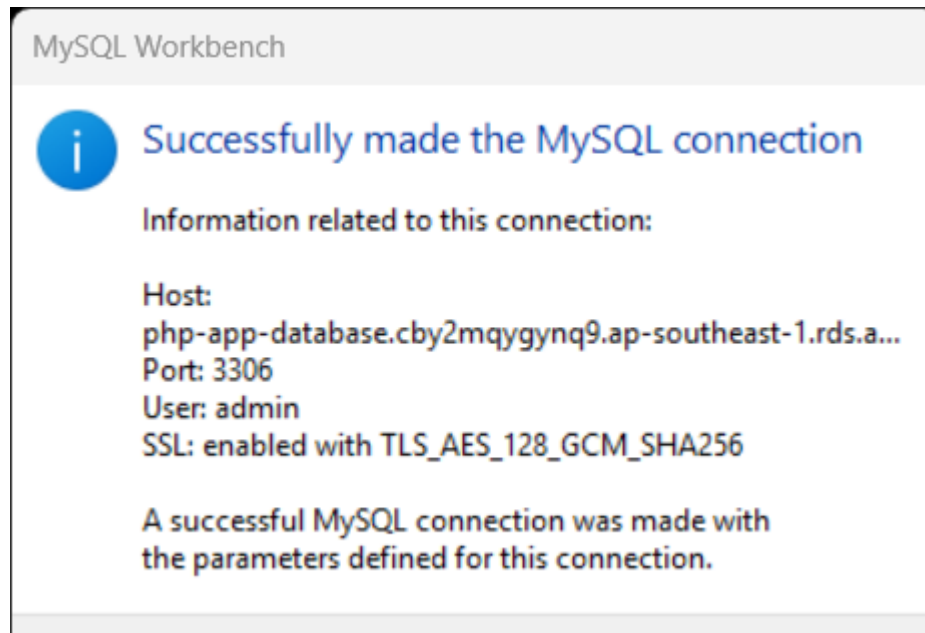 MySQL Workbench
Successfully made the MySQL connection
Information related to this connection:
Host:
php-app-database.cby2mqygynq9.ap-southeast-1.rds.a...
Port: 3306
User: admin
SSL: enabled with TLS_AES_128_GCM_SHA256
A successful MySQL connection was made with
the parameters defined for this connection.